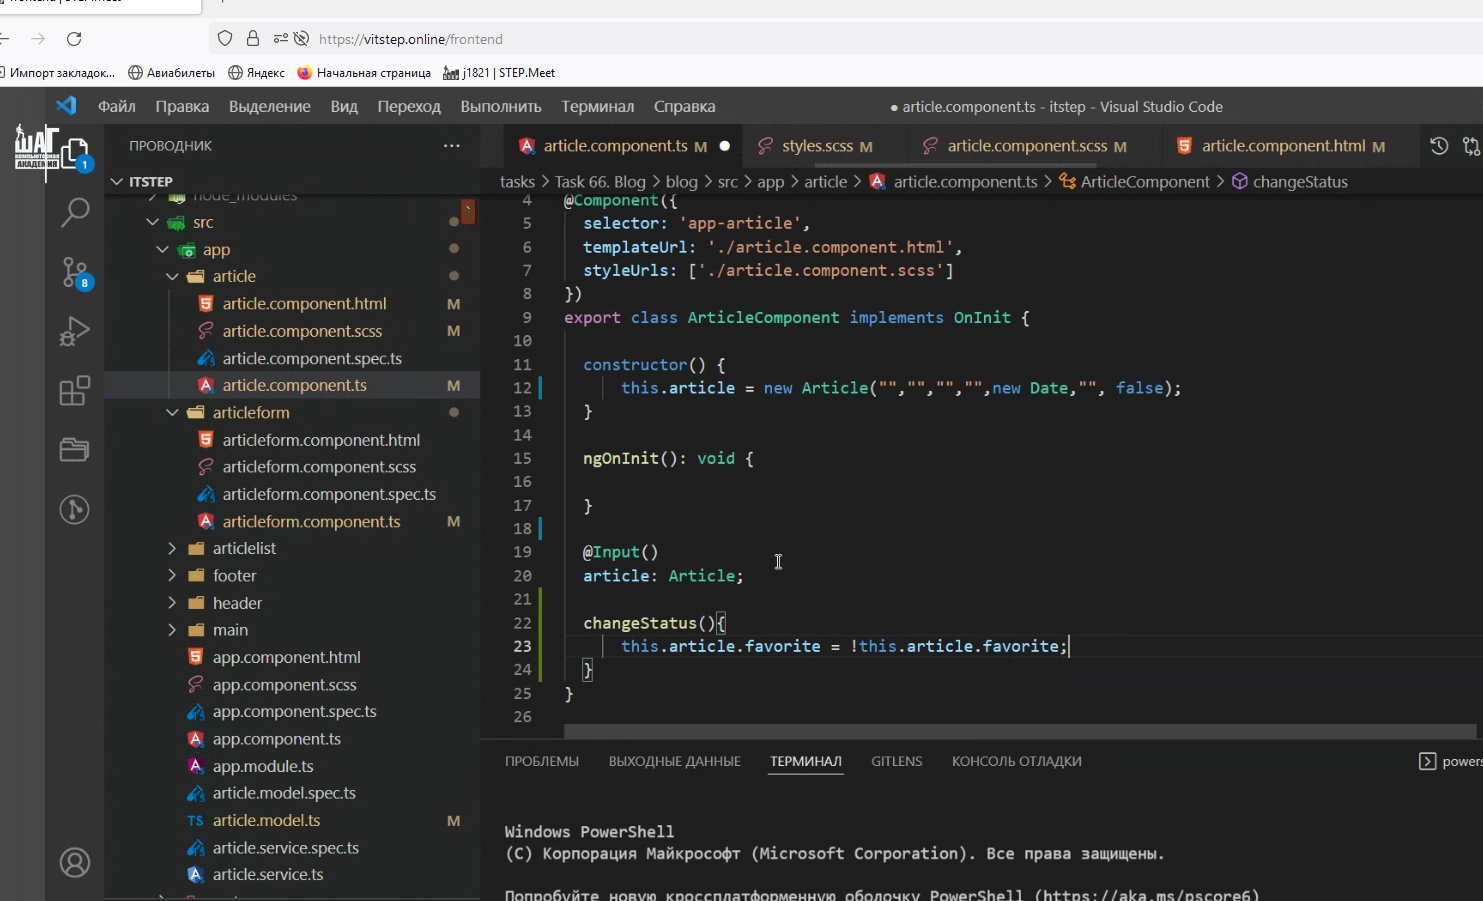 https://vitstep.online/frontend
Импорт закладок...
Авиабилеты
Яндекс
Начальная страница
j1821 | STEP.Meet
Файл Правка Выделение Вид Переход Выполнить Терминал Справка
● article.component.ts - itstep - Visual Studio Code
ШАГ
КОМПЬЮТЕРНАЯ
АКАДЕМИЯ
1
8
ПРОВОДНИК ···
ITSTEP
node_modules
src
app
article
article.component.html M
article.component.scss M
article.component.spec.ts
article.component.ts M
articleform
articleform.component.html
articleform.component.scss
articleform.component.spec.ts
articleform.component.ts M
articlelist
footer
header
main
app.component.html
app.component.scss
app.component.spec.ts
app.component.ts
app.module.ts
article.model.spec.ts
TS article.model.ts M
article.service.spec.ts
article.service.ts
article.component.ts M
styles.scss M
article.component.scss M
article.component.html M
tasks > Task 66. Blog > blog > src > app > article > article.component.ts > ArticleComponent > changeStatus
4 @Component({
5 selector: 'app-article',
6 templateUrl: './article.component.html',
7 styleUrls: ['./article.component.scss']
8 })
9 export class ArticleComponent implements OnInit {
10
11 constructor() {
12 this.article = new Article("","","","",new Date,"", false);
13 }
14
15 ngOnInit(): void {
16
17 }
18
19 @Input()
20 article: Article;
21
22 changeStatus(){
23 this.article.favorite = !this.article.favorite;
24 }
25 }
26
ПРОБЛЕМЫ ВЫХОДНЫЕ ДАННЫЕ ТЕРМИНАЛ GITLENS КОНСОЛЬ ОТЛАДКИ
powers
Windows PowerShell
(C) Корпорация Майкрософт (Microsoft Corporation). Все права защищены.
Попробуйте новую кроссплатформенную оболочку PowerShell (https://aka.ms/pscore6)